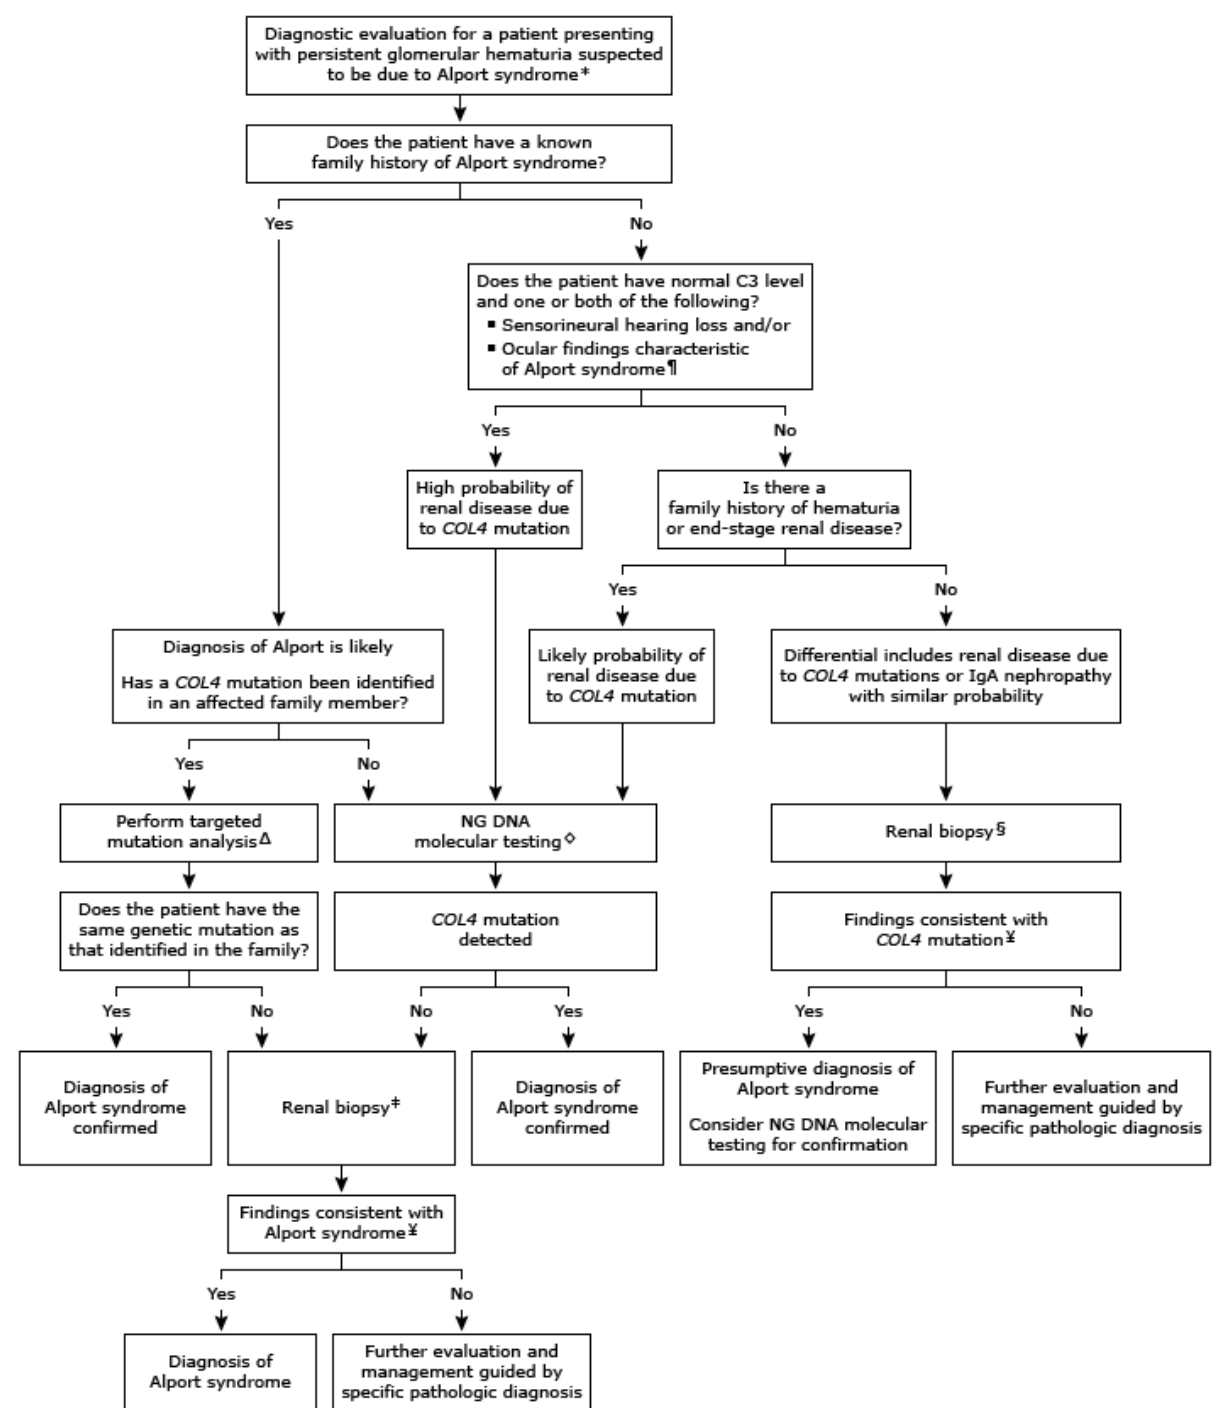 Diagnostic evaluation for a patient presenting
with persistent glomerular hematuria suspected
to be due to Alport syndrome*
Does the patient have a known
family history of Alport syndrome?
Yes
No
Does the patient have normal C3 level
and one or both of the following?
▪ Sensorineural hearing loss and/or
▪ Ocular findings characteristic
of Alport syndrome¶
Yes
No
High probability of
renal disease due
to COL4 mutation
Is there a
family history of hematuria
or end-stage renal disease?
Yes
No
Diagnosis of Alport is likely
Has a COL4 mutation been identified
in an affected family member?
Likely probability of
renal disease due
to COL4 mutation
Differential includes renal disease due
to COL4 mutations or IgA nephropathy
with similar probability
Yes
No
Perform targeted
mutation analysisΔ
NG DNA
molecular testing◇
Renal biopsy§
Does the patient have the
same genetic mutation as
that identified in the family?
COL4 mutation
detected
Findings consistent with
COL4 mutation¥
Yes
No
No
Yes
Yes
No
Diagnosis of
Alport syndrome
confirmed
Renal biopsy‡
Diagnosis of
Alport syndrome
confirmed
Presumptive diagnosis of
Alport syndrome
Consider NG DNA molecular
testing for confirmation
Further evaluation and
management guided by
specific pathologic diagnosis
Findings consistent with
Alport syndrome¥
Yes
No
Diagnosis of
Alport syndrome
Further evaluation and
management guided by
specific pathologic diagnosis